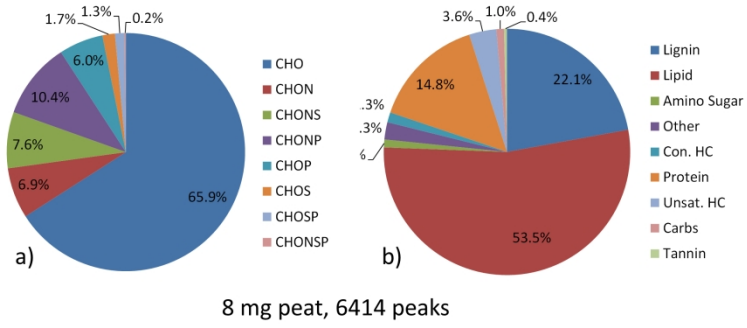 1.3%
0.2%
1.7%
6.0%
10.4%
7.6%
6.9%
65.9%
a)
CHO
CHON
CHONS
CHONP
CHOP
CHOS
CHOSP
CHONSP
1.0%
0.4%
3.6%
14.8%
22.1%
.3%
.3%
%
53.5%
b)
Lignin
Lipid
Amino Sugar
Other
Con. HC
Protein
Unsat. HC
Carbs
Tannin
8 mg peat, 6414 peaks